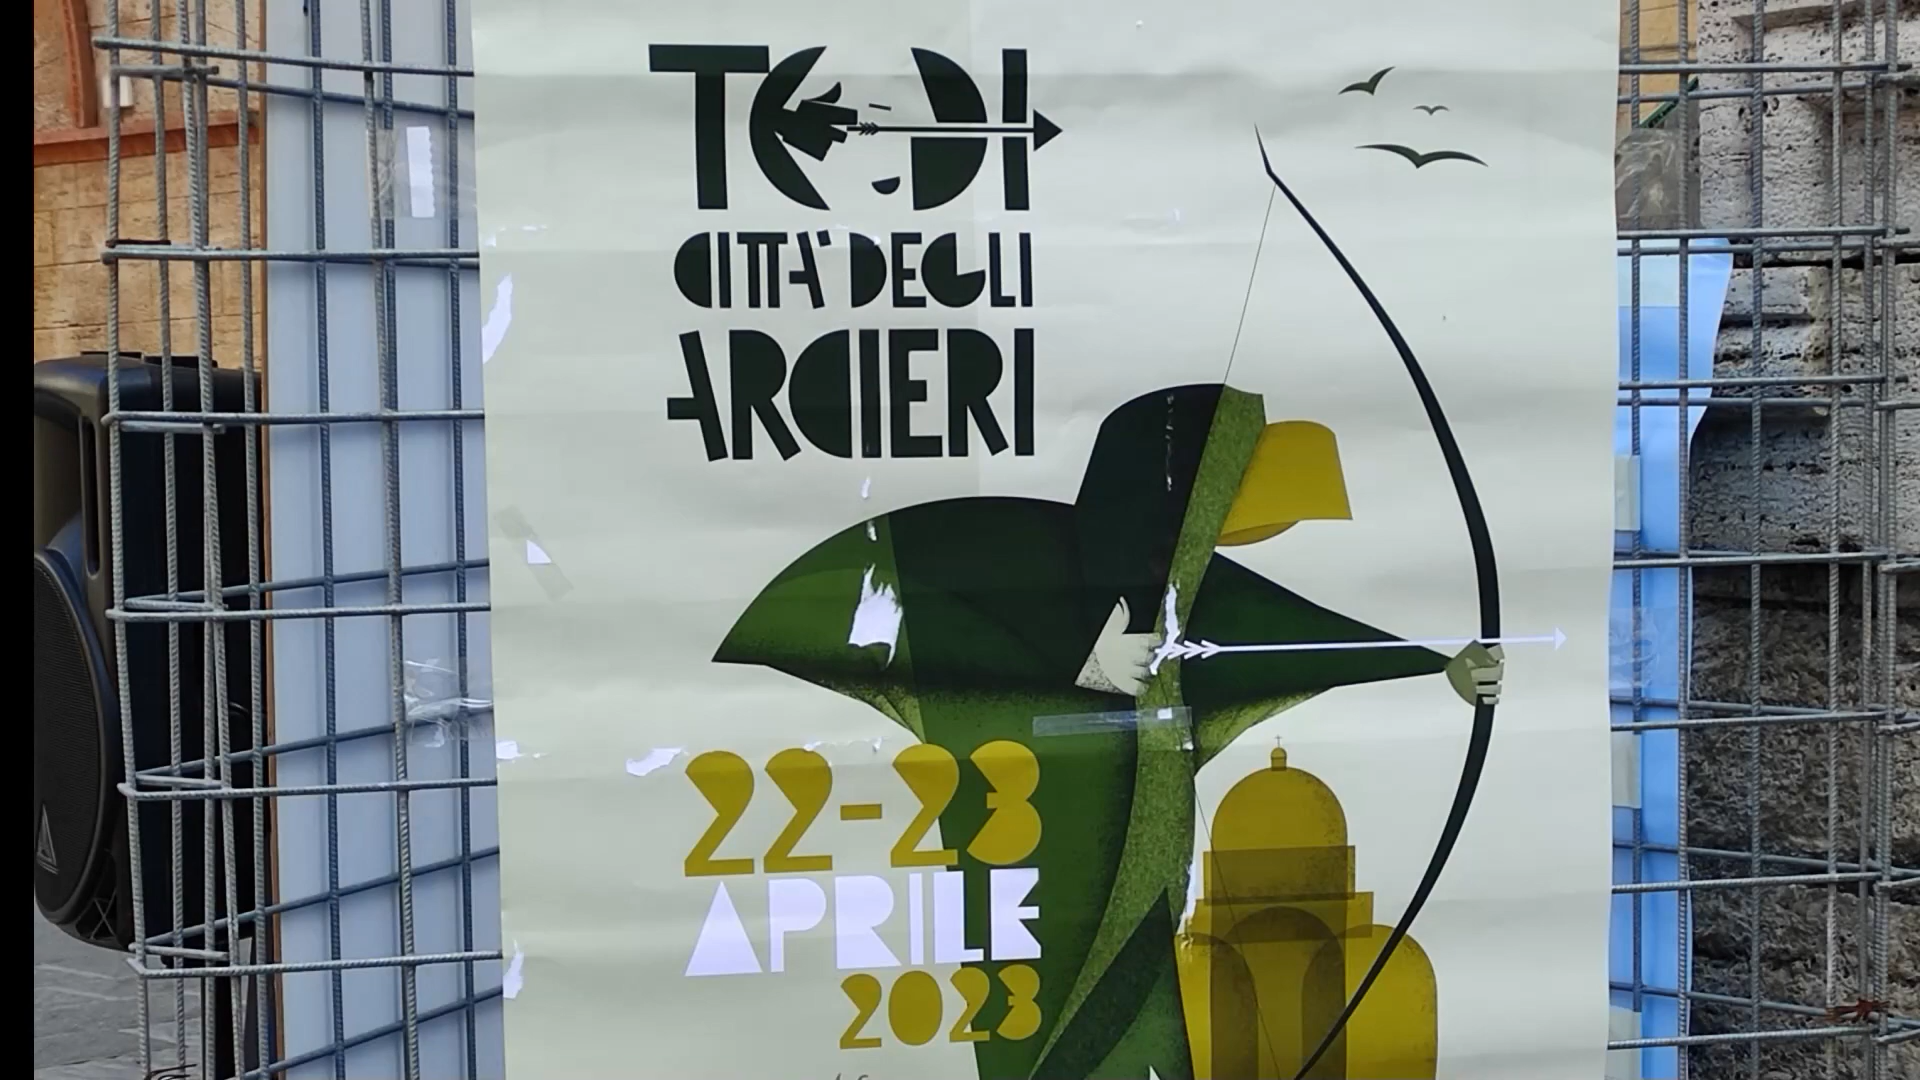 TODI
CITTA' DEGLI
ARCIERI
22-23
APRILE
2023